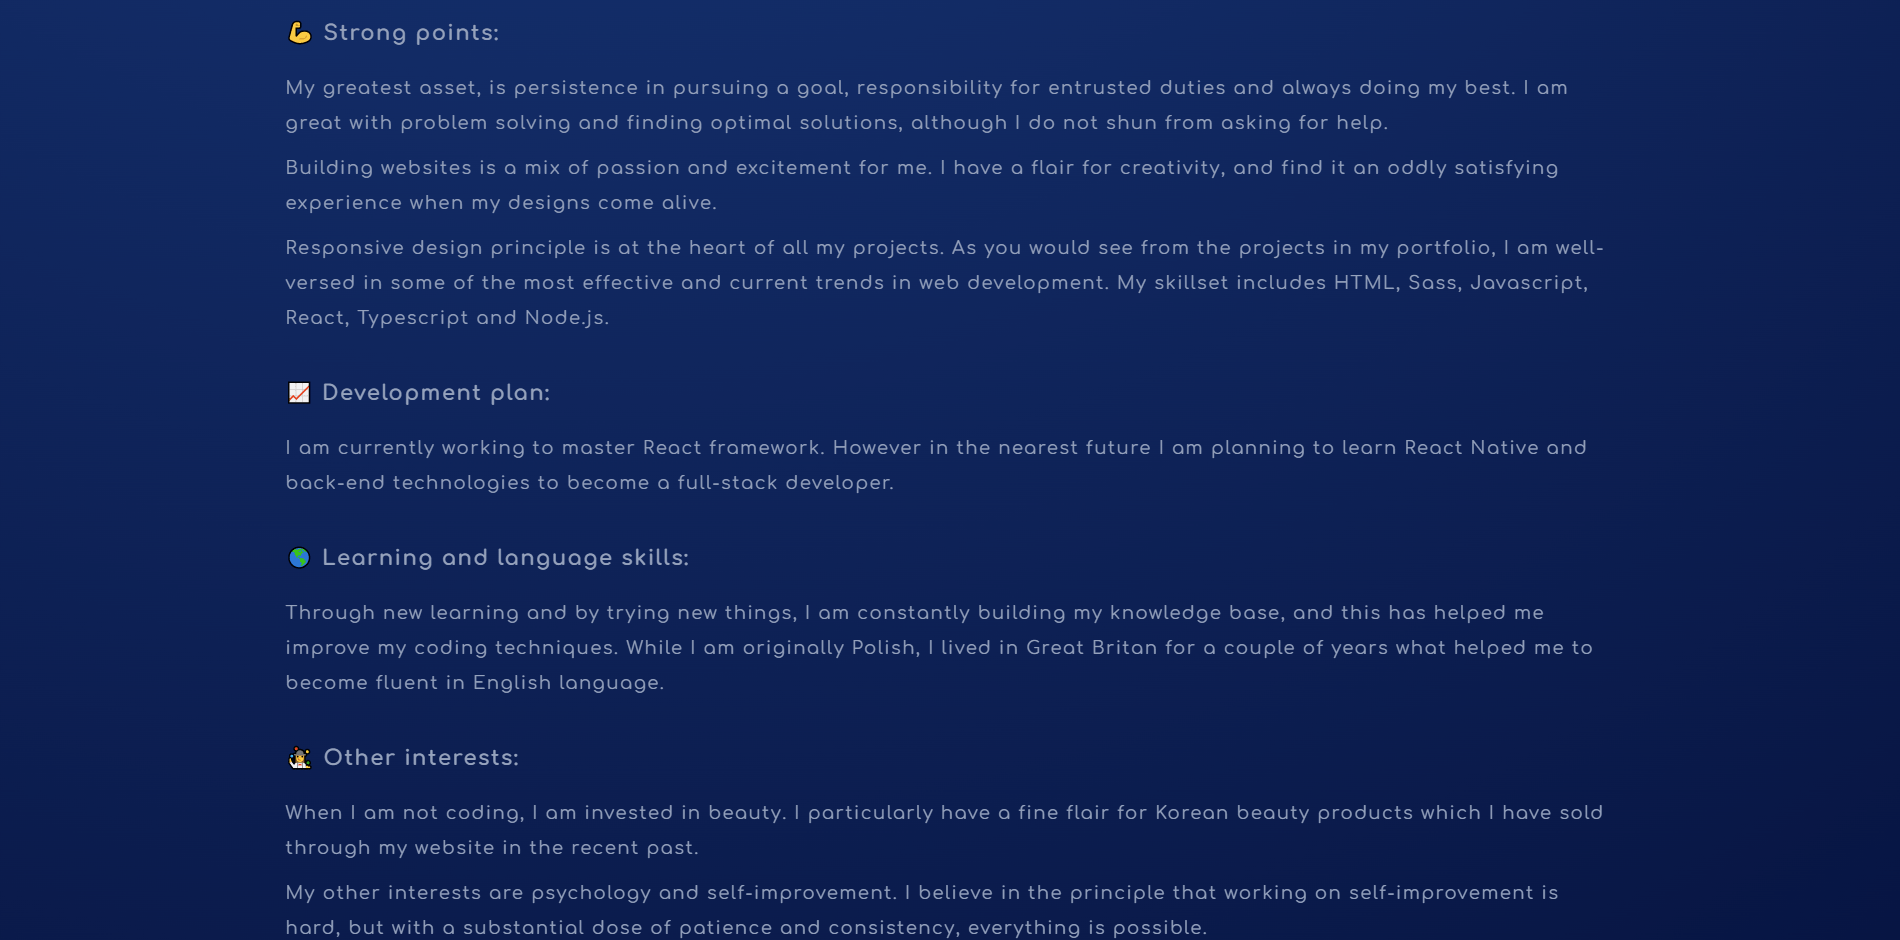 💪 Strong points:
My greatest asset, is persistence in pursuing a goal, responsibility for entrusted duties and always doing my best. I am
great with problem solving and finding optimal solutions, although I do not shun from asking for help.
Building websites is a mix of passion and excitement for me. I have a flair for creativity, and find it an oddly satisfying
experience when my designs come alive.
Responsive design principle is at the heart of all my projects. As you would see from the projects in my portfolio, I am well-
versed in some of the most effective and current trends in web development. My skillset includes HTML, Sass, Javascript,
React, Typescript and Node.js.
📈 Development plan:
I am currently working to master React framework. However in the nearest future I am planning to learn React Native and
back-end technologies to become a full-stack developer.
🌎 Learning and language skills:
Through new learning and by trying new things, I am constantly building my knowledge base, and this has helped me
improve my coding techniques. While I am originally Polish, I lived in Great Britan for a couple of years what helped me to
become fluent in English language.
Other interests:
When I am not coding, I am invested in beauty. I particularly have a fine flair for Korean beauty products which I have sold
through my website in the recent past.
My other interests are psychology and self-improvement. I believe in the principle that working on self-improvement is
hard, but with a substantial dose of patience and consistency, everything is possible.